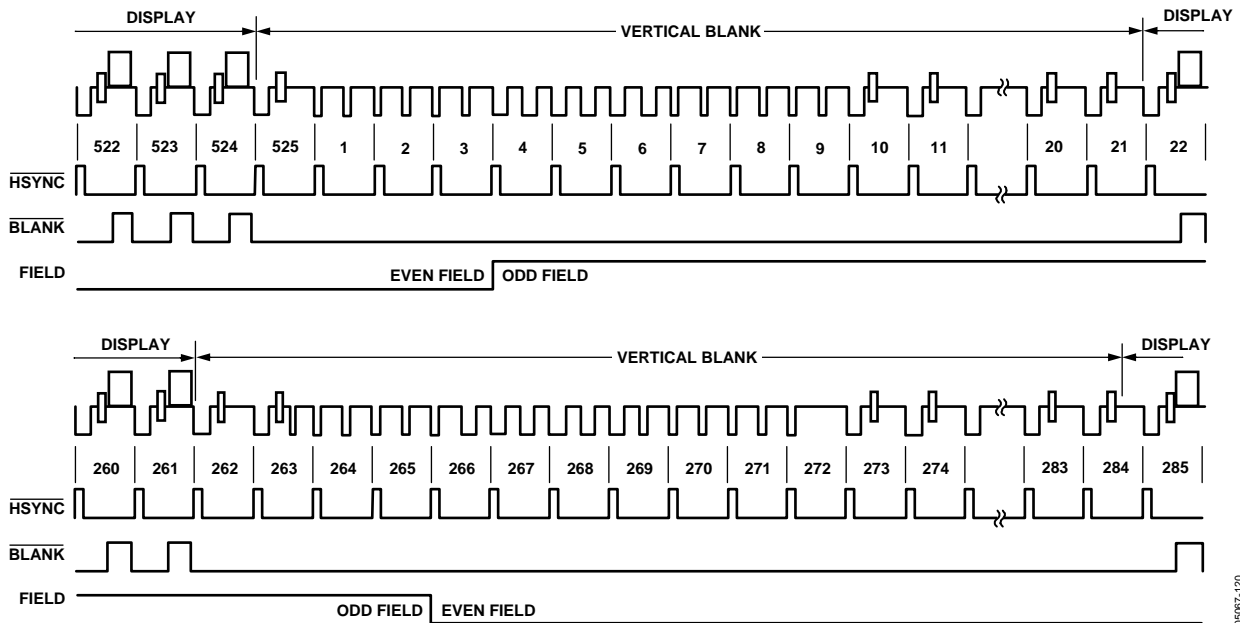 DISPLAY VERTICAL BLANK DISPLAY
522 523 524 525 1 2 3 4 5 6 7 8 9 10 11 20 21 22
HSYNC
BLANK
FIELD EVEN FIELD ODD FIELD
DISPLAY VERTICAL BLANK DISPLAY
260 261 262 263 264 265 266 267 268 269 270 271 272 273 274 283 284 285
HSYNC
BLANK
FIELD ODD FIELD EVEN FIELD
05067-120